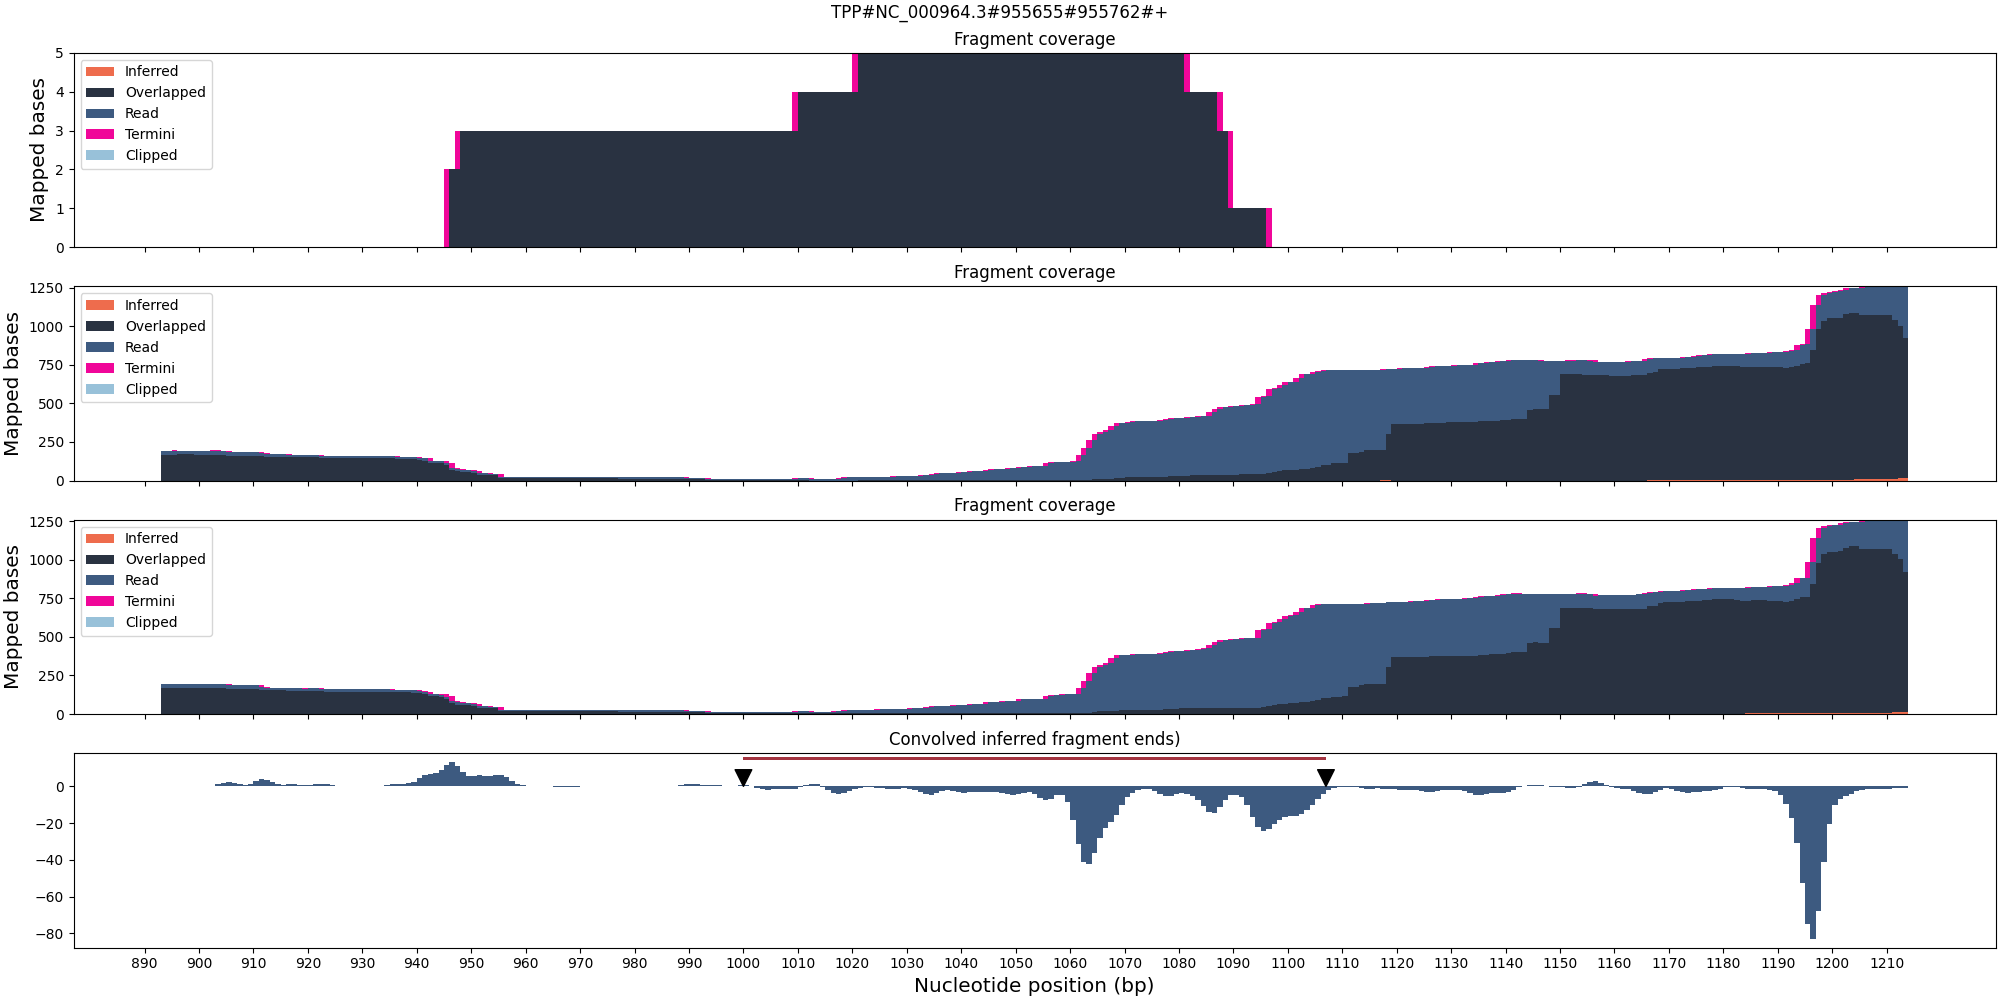 TPP#NC_000964.3#955655#955762#+
Fragment coverage
Mapped bases
5
4
3
2
1
0
Inferred
Overlapped
Read
Termini
Clipped
Fragment coverage
Mapped bases
1250
1000
750
500
250
0
Inferred
Overlapped
Read
Termini
Clipped
Fragment coverage
Mapped bases
1250
1000
750
500
250
0
Inferred
Overlapped
Read
Termini
Clipped
Convolved inferred fragment ends)
0
−20
−40
−60
−80
890 900 910 920 930 940 950 960 970 980 990 1000 1010 1020 1030 1040 1050 1060 1070 1080 1090 1100 1110 1120 1130 1140 1150 1160 1170 1180 1190 1200 1210
Nucleotide position (bp)